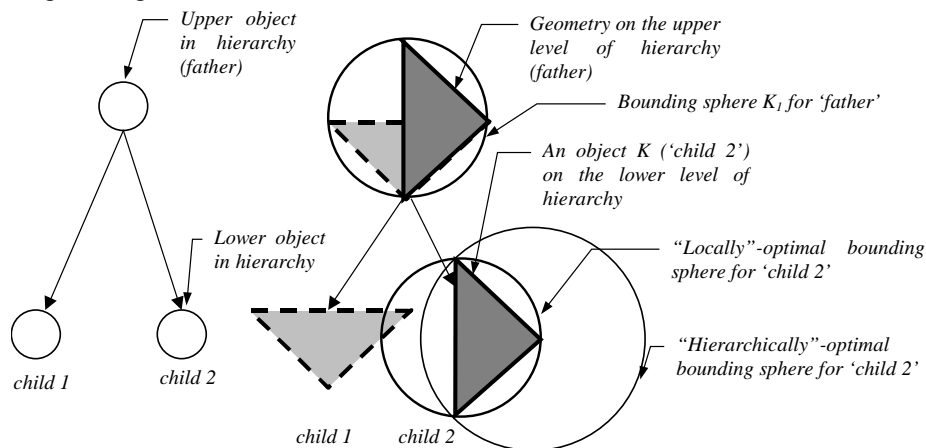 Upper object
in hierarchy
(father)
Geometry on the upper
level of hierarchy
(father)
Bounding sphere K1 for ‘father’
An object K (‘child 2’)
on the lower level of
hierarchy
Lower object
in hierarchy
“Locally”-optimal bounding
sphere for ‘child 2’
“Hierarchically”-optimal
bounding sphere for ‘child 2’
child 1
child 2
child 1
child 2